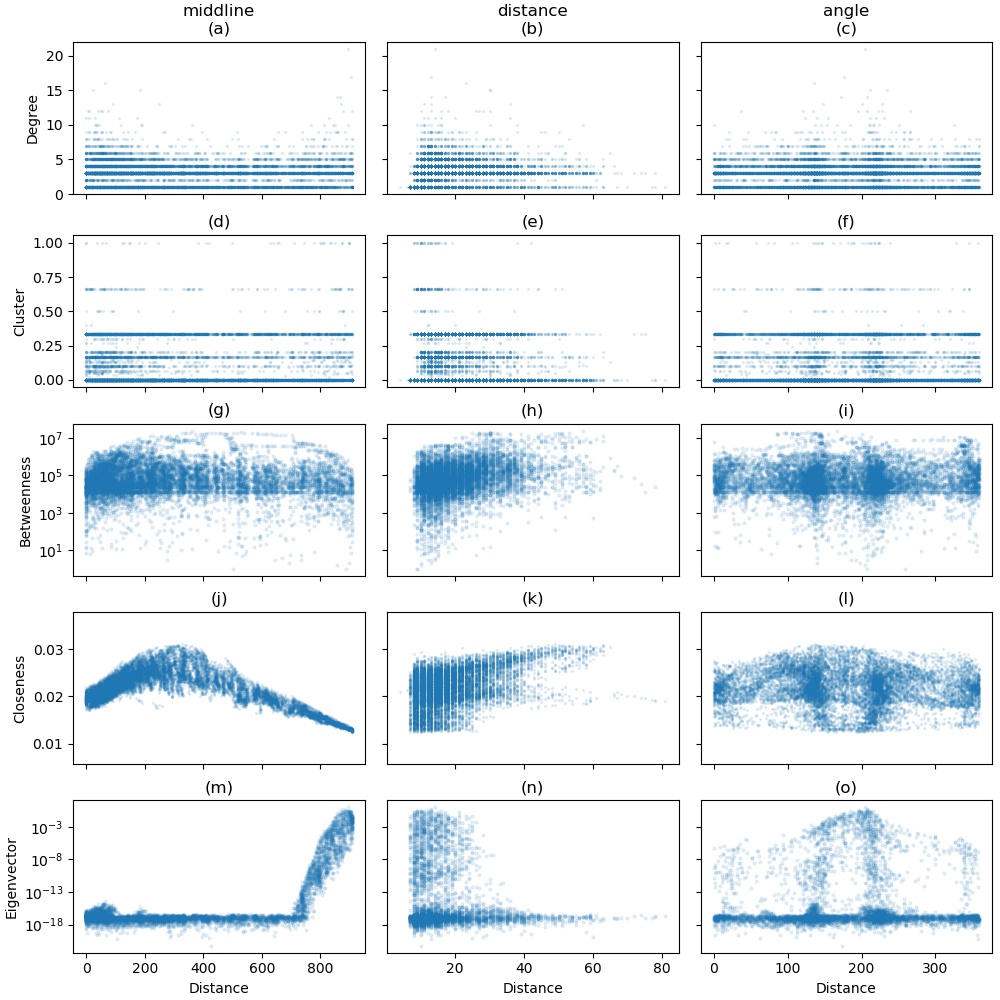 middline distance angle
(a) (b) (c)
20
15
10
5
0
Degree
(d) (e) (f)
1.00
0.75
0.50
0.25
0.00
Cluster
(g) (h) (i)
10^7
10^5
10^3
10^1
Betweenness
(j) (k) (l)
0.03
0.02
0.01
Closeness
(m) (n) (o)
10^−3
10^−8
10^−13
10^−18
Eigenvector
0 200 400 600 800 20 40 60 80 0 100 200 300
Distance Distance Distance